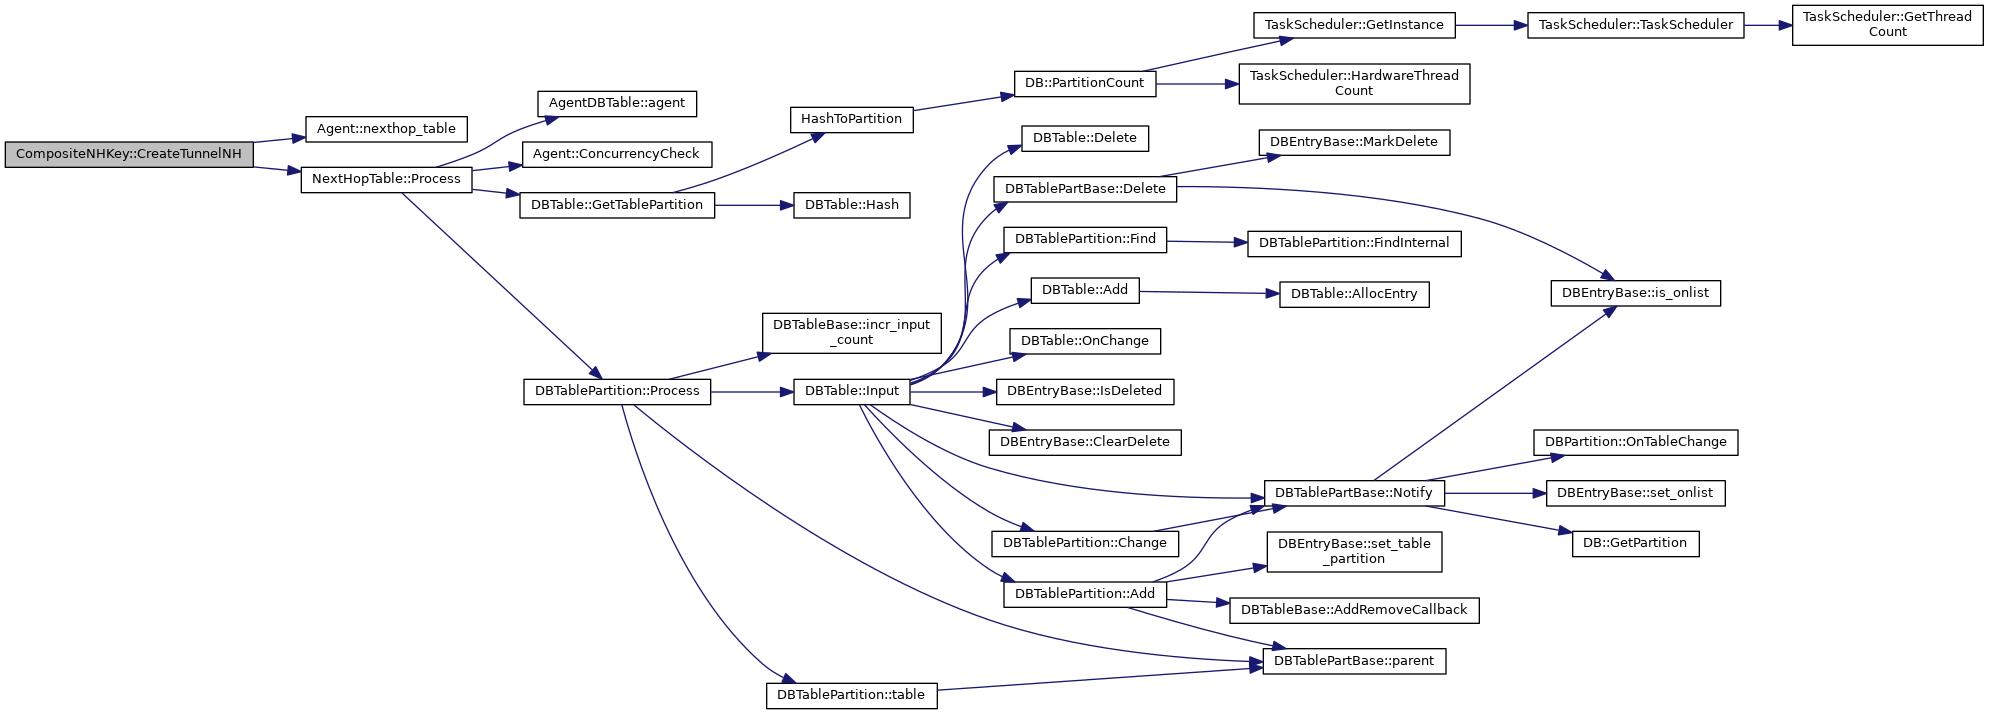 CompositeNHKey::CreateTunnelNH
Agent::nexthop_table
NextHopTable::Process
AgentDBTable::agent
Agent::ConcurrencyCheck
DBTable::GetTablePartition
DBTablePartition::Process
HashToPartition
DBTable::Hash
DBTableBase::incr_input
_count
DBTable::Input
DBTablePartition::table
DB::PartitionCount
DBTable::Delete
DBTablePartBase::Delete
DBTablePartition::Find
DBTable::Add
DBTable::OnChange
DBEntryBase::IsDeleted
DBEntryBase::ClearDelete
DBTablePartition::Change
DBTablePartition::Add
TaskScheduler::GetInstance
TaskScheduler::HardwareThread
Count
DBEntryBase::MarkDelete
DBTablePartition::FindInternal
DBTable::AllocEntry
DBTablePartBase::Notify
DBEntryBase::set_table
_partition
DBTableBase::AddRemoveCallback
DBTablePartBase::parent
TaskScheduler::TaskScheduler
DBEntryBase::is_onlist
DBPartition::OnTableChange
DBEntryBase::set_onlist
DB::GetPartition
TaskScheduler::GetThread
Count